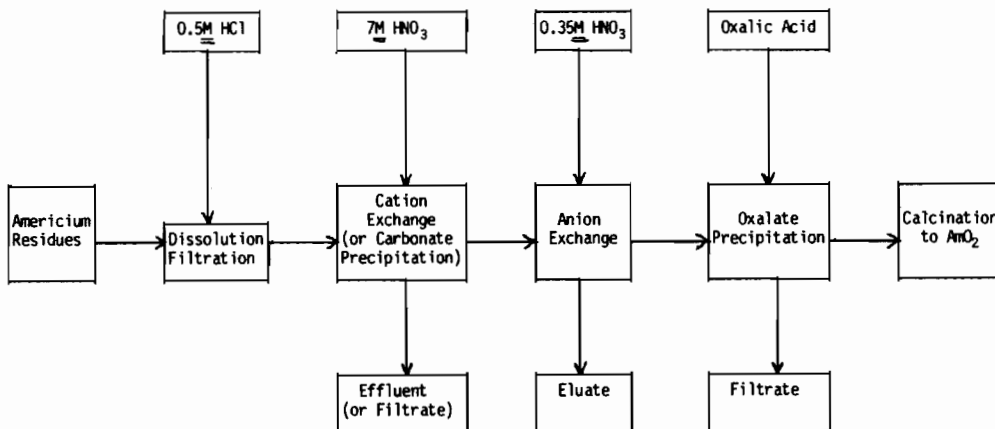 0.5M HCl
7M HNO₃
0.35M HNO₃
Oxalic Acid
Americium
Residues
Dissolution
Filtration
Cation
Exchange
(or Carbonate
Precipitation)
Anion
Exchange
Oxalate
Precipitation
Calcination
to AmO₂
Effluent
(or Filtrate)
Eluate
Filtrate